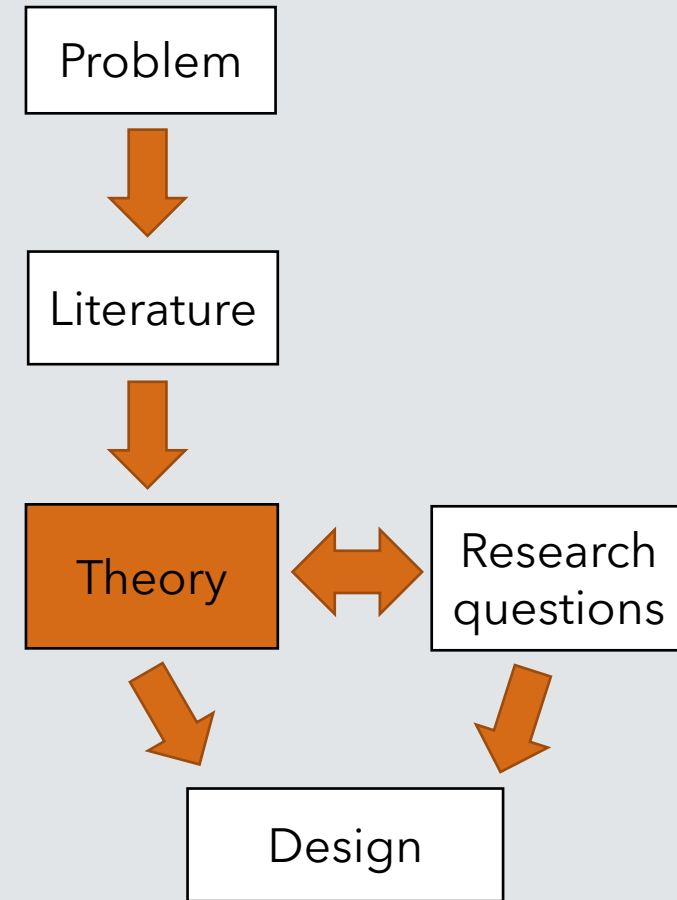 Problem
Literature
Theory
Research
questions
Design